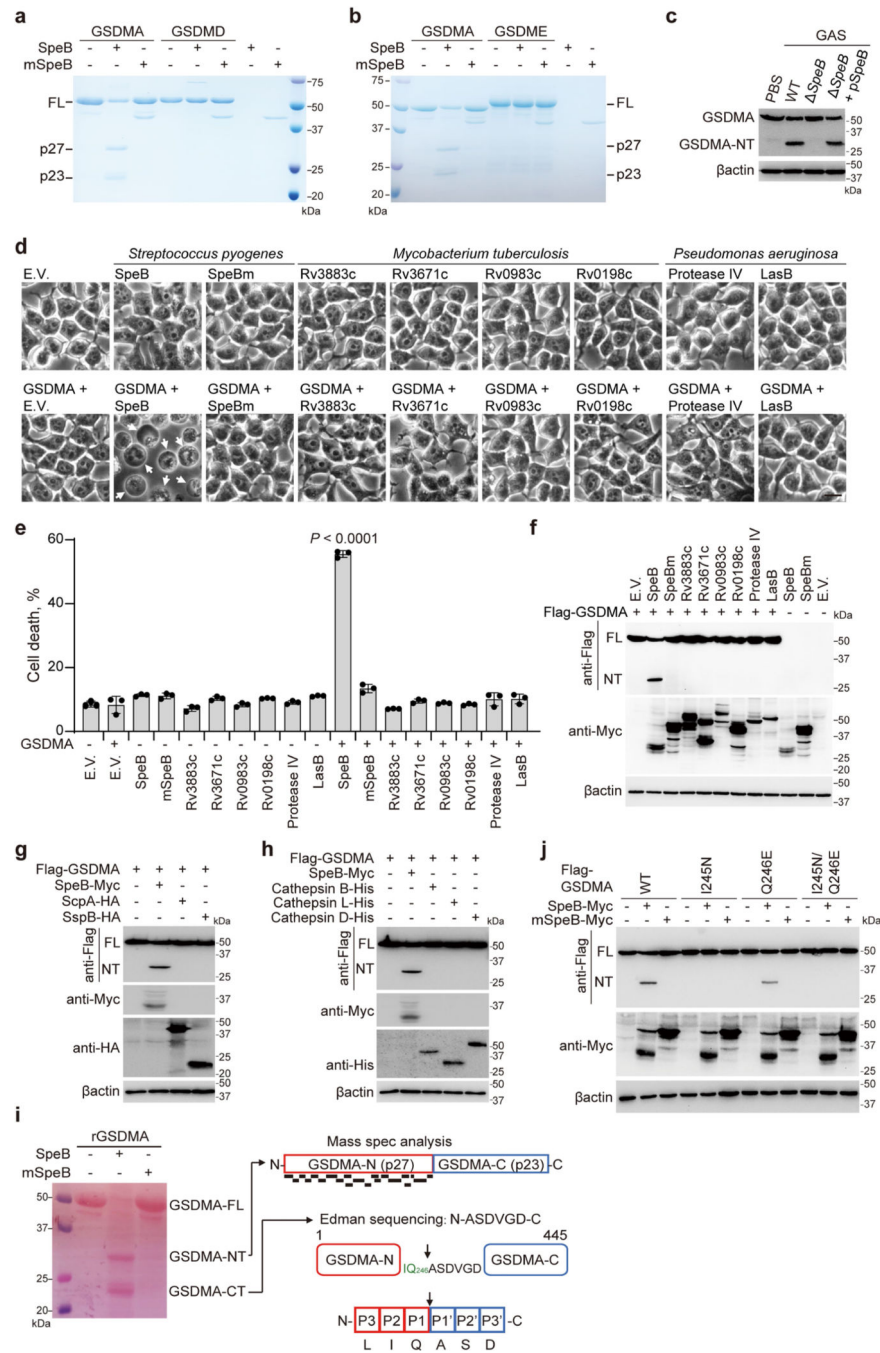 a
GSDMA GSDMD
SpeB - + - - + - + -
mSpeB - - + - - + - +
FL
p27
p23
75
50
37
25
20
kDa
b
GSDMA GSDME
SpeB - + - - + - + -
mSpeB - - + - - + - +
75
50
37
25
20
kDa
FL
p27
p23
c
GAS
PBS
WT
ΔSpeB
ΔSpeB + pSpeB
GSDMA
GSDMA-NT
βactin
50
37
50
37
kDa
d
Streptococcus pyogenes Mycobacterium tuberculosis Pseudomonas aeruginosa
E.V. SpeB SpeBm Rv3883c Rv3671c Rv0983c Rv0198c Protease IV LasB
GSDMA + GSDMA + GSDMA + GSDMA + GSDMA + GSDMA + GSDMA + GSDMA + GSDMA +
E.V. SpeB SpeBm Rv3883c Rv3671c Rv0983c Rv0198c Protease IV LasB
e
P < 0.0001
Cell death, %
60
40
20
0
GSDMA - + - - - - - - - - + + + + + + + +
E.V. E.V. SpeB mSpeB Rv3883c Rv3671c Rv0983c Rv0198c Protease IV LasB SpeB mSpeB Rv3883c Rv3671c Rv0983c Rv0198c Protease IV LasB
f
E.V. SpeB SpeBm Rv3883c Rv3671c Rv0983c Rv0198c Protease IV LasB SpeB SpeBm E.V.
Flag-GSDMA + + + + + + + + + - - - kDa
anti-Flag
FL
NT
50
37
25
anti-Myc
50
37
25
20
βactin
50
37
g
Flag-GSDMA + + + +
SpeB-Myc - + - -
ScpA-HA - - + -
SspB-HA - - - +
kDa
anti-Flag
FL
NT
50
37
25
anti-Myc
37
anti-HA
50
37
25
20
βactin
50
37
h
Flag-GSDMA + + + + +
SpeB-Myc - + - - -
Cathepsin B-His - - + - -
Cathepsin L-His - - - + -
Cathepsin D-His - - - - +
kDa
anti-Flag
FL
NT
50
37
25
anti-Myc
37
anti-His
50
37
25
βactin
50
37
j
Flag-GSDMA
WT I245N Q246E I245N/Q246E
SpeB-Myc - + - - + - - + - - + -
mSpeB-Myc - - + - - + - - + - - +
kDa
anti-Flag
FL
NT
50
37
25
anti-Myc
50
37
25
βactin
50
37
i
rGSDMA
SpeB - + -
mSpeB - - +
50
37
25
20
kDa
GSDMA-FL
GSDMA-NT
GSDMA-CT
Mass spec analysis
N- GSDMA-N (p27) GSDMA-C (p23) -C
Edman sequencing: N-ASDVGD-C
1 445
GSDMA-N IQ246ASDVGD GSDMA-C
N- P3 P2 P1 P1' P2' P3' -C
L I Q A S D